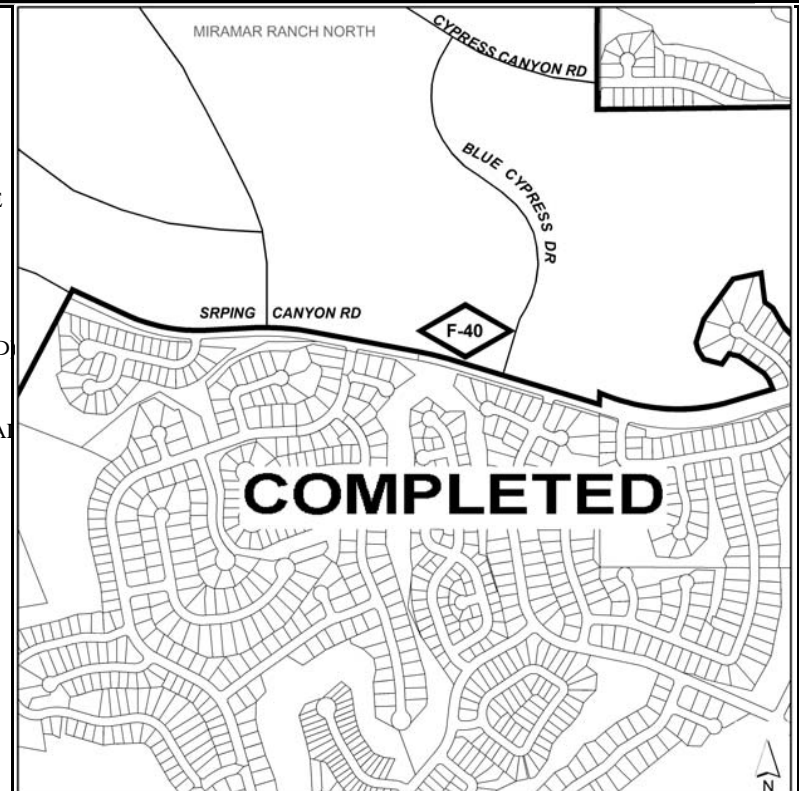 MIRAMAR RANCH NORTH
CYPRESS CANYON RD
BLUE CYPRESS DR
SRPING CANYON RD
F-40
COMPLETED
N